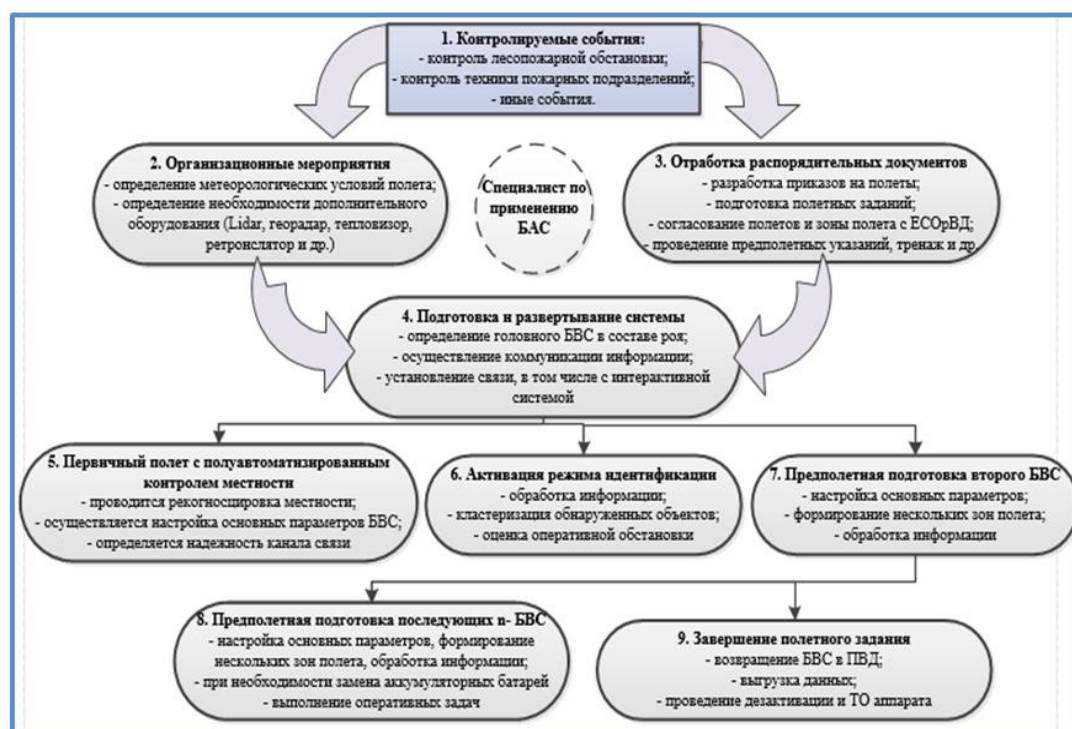 1. Контролируемые события:
- контроль лесопожарной обстановки;
- контроль техники пожарных подразделений;
- иные события.
2. Организационные мероприятия
- определение метеорологических условий полета;
- определение необходимости дополнительного
оборудования (Lidar, георадар, тепловизор,
ретронслятор и др.)
Специалист по
применению
БАС
3. Отработка распорядительных документов
- разработка приказов на полеты;
- подготовка полетных заданий;
- согласование полетов и зоны полета с ЕСОрВД;
- проведение предполетных указаний, тренаж и др.
4. Подготовка и развертывание системы
- определение головного БВС в составе роя;
- осуществление коммуникации информации;
- установление связи, в том числе с интерактивной
системой
5. Первичный полет с полуавтоматизированным
контролем местности
- проводится рекогносцировка местности;
- осуществляется настройка основных параметров БВС;
- определяется надежность канала связи
6. Активация режима идентификации
- обработка информации;
- кластеризация обнаруженных объектов;
- оценка оперативной обстановки
7. Предполетная подготовка второго БВС
- настройка основных параметров;
- формирование нескольких зон полета;
- обработка информации
8. Предполетная подготовка последующих n- БВС
- настройка основных параметров, формирование
нескольких зон полета, обработка информации;
- при необходимости замена аккумуляторных батарей
- выполнение оперативных задач
9. Завершение полетного задания
- возвращение БВС в ПВД;
- выгрузка данных;
- проведение дезактивации и ТО аппарата